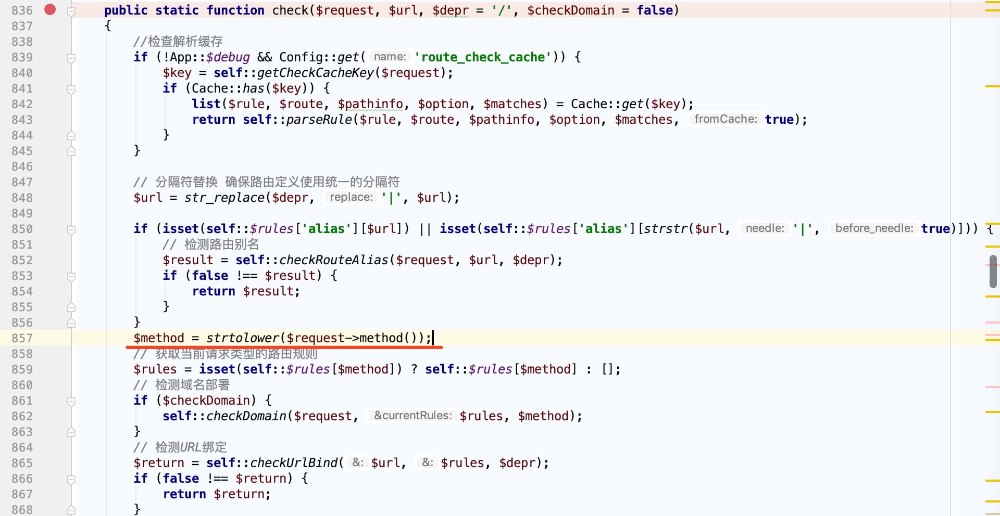 836 public static function check($request, $url, $depr = '/', $checkDomain = false)
837 {
838 //检查解析缓存
839 if (!App::$debug && Config::get( name: 'route_check_cache')) {
840 $key = self::getCheckCacheKey($request);
841 if (Cache::has($key)) {
842 list($rule, $route, $pathinfo, $option, $matches) = Cache::get($key);
843 return self::parseRule($rule, $route, $pathinfo, $option, $matches, fromCache: true);
844 }
845 }
846
847 // 分隔符替换 确保路由定义使用统一的分隔符
848 $url = str_replace($depr, replace: '|', $url);
849
850 if (isset(self::$rules['alias'][$url]) || isset(self::$rules['alias'][strstr($url, needle: '|', before_needle: true)])) {
851 // 检测路由别名
852 $result = self::checkRouteAlias($request, $url, $depr);
853 if (false !== $result) {
854 return $result;
855 }
856 }
857 $method = strtolower($request->method());
858 // 获取当前请求类型的路由规则
859 $rules = isset(self::$rules[$method]) ? self::$rules[$method] : [];
860 // 检测域名部署
861 if ($checkDomain) {
862 self::checkDomain($request, &currentRules: $rules, $method);
863 }
864 // 检测URL绑定
865 $return = self::checkUrlBind( &: $url, &: $rules, $depr);
866 if (false !== $return) {
867 return $return;
868 }